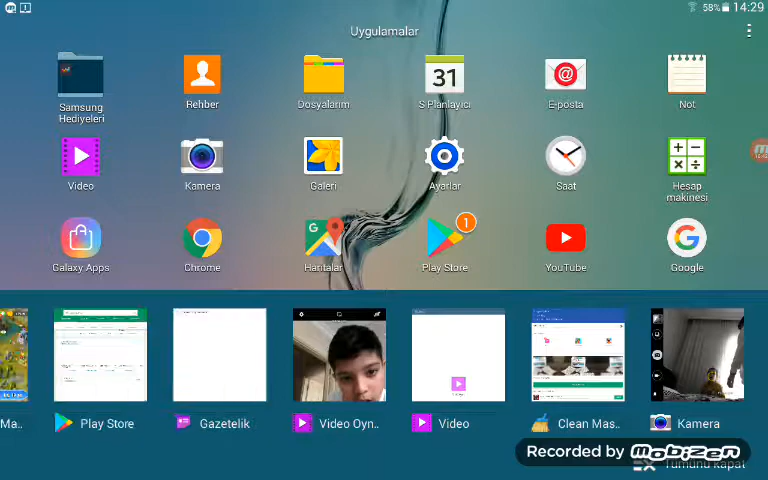 58% 14:29
Uygulamalar
31
@
Samsung
Hediyeleri
Rehber
Dosyalarım
S Planlayıcı
E-posta
Not
Video
Kamera
Galeri
Ayarlar
Saat
Hesap
makinesi
1
Galaxy Apps
Chrome
Haritalar
Play Store
YouTube
Google
Ma..
Play Store
Gazetelik
Video Oyn..
Video
Clean Mas..
Kamera
Recorded by Mobizen
Tümünü kapat